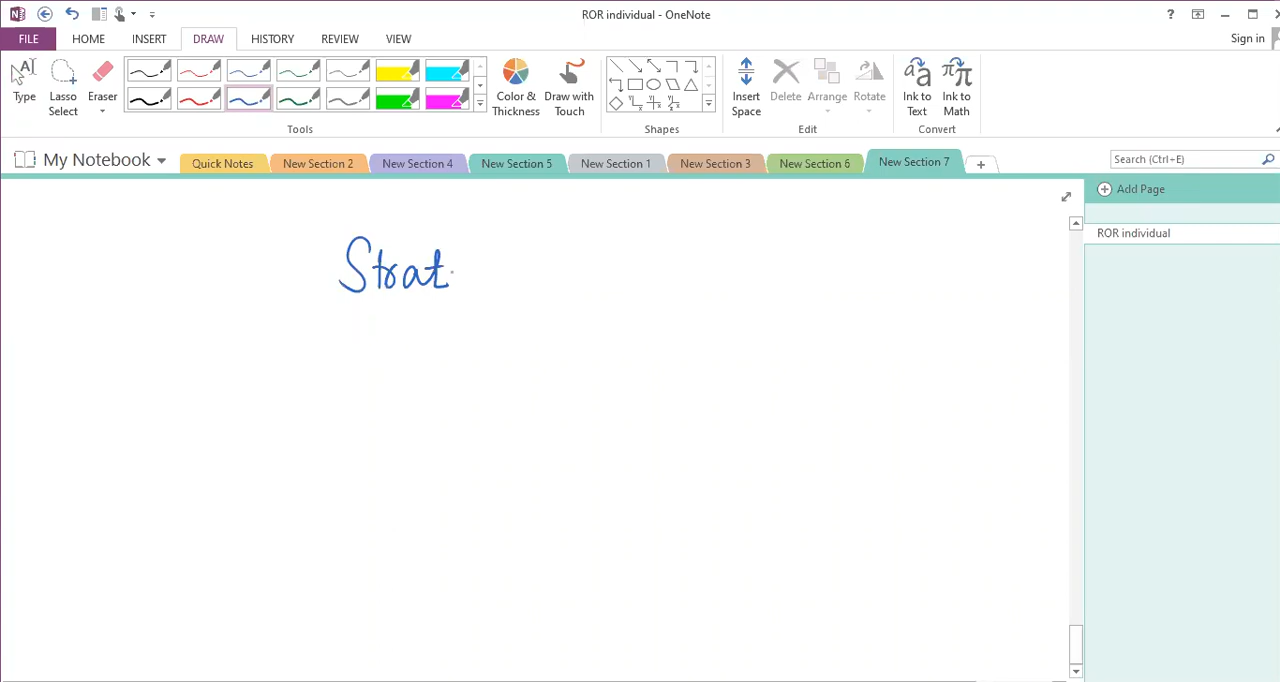 ROR individual - OneNote
?
Sign in
FILE HOME INSERT DRAW HISTORY REVIEW VIEW
Type
Lasso Select
Eraser
Color & Thickness
Draw with Touch
Insert Space
Delete
Arrange
Rotate
Ink to Text
Ink to Math
Tools Shapes Edit Convert
My Notebook Quick Notes New Section 2 New Section 4 New Section 5 New Section 1 New Section 3 New Section 6 New Section 7 + Search (Ctrl+E)
Add Page
ROR individual
Strat